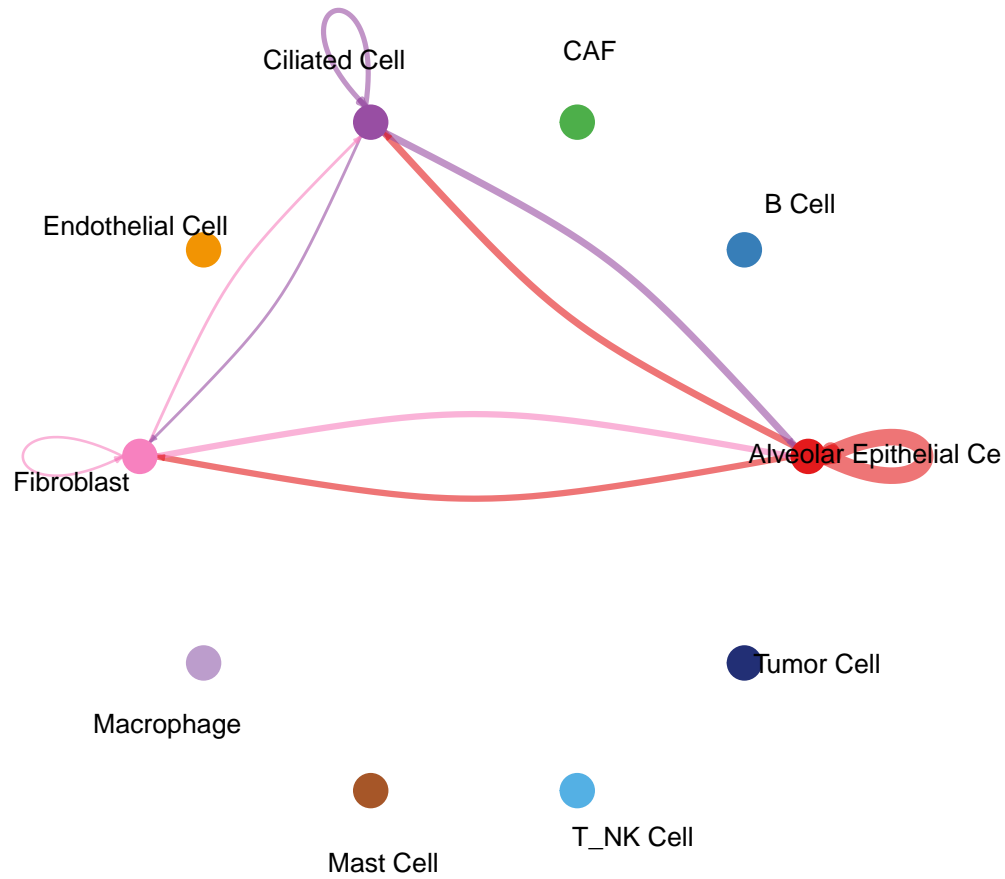 CAF
Ciliated Cell
B Cell
Endothelial Cell
Alveolar Epithelial Ce
Fibroblast
Tumor Cell
Macrophage
T_NK Cell
Mast Cell